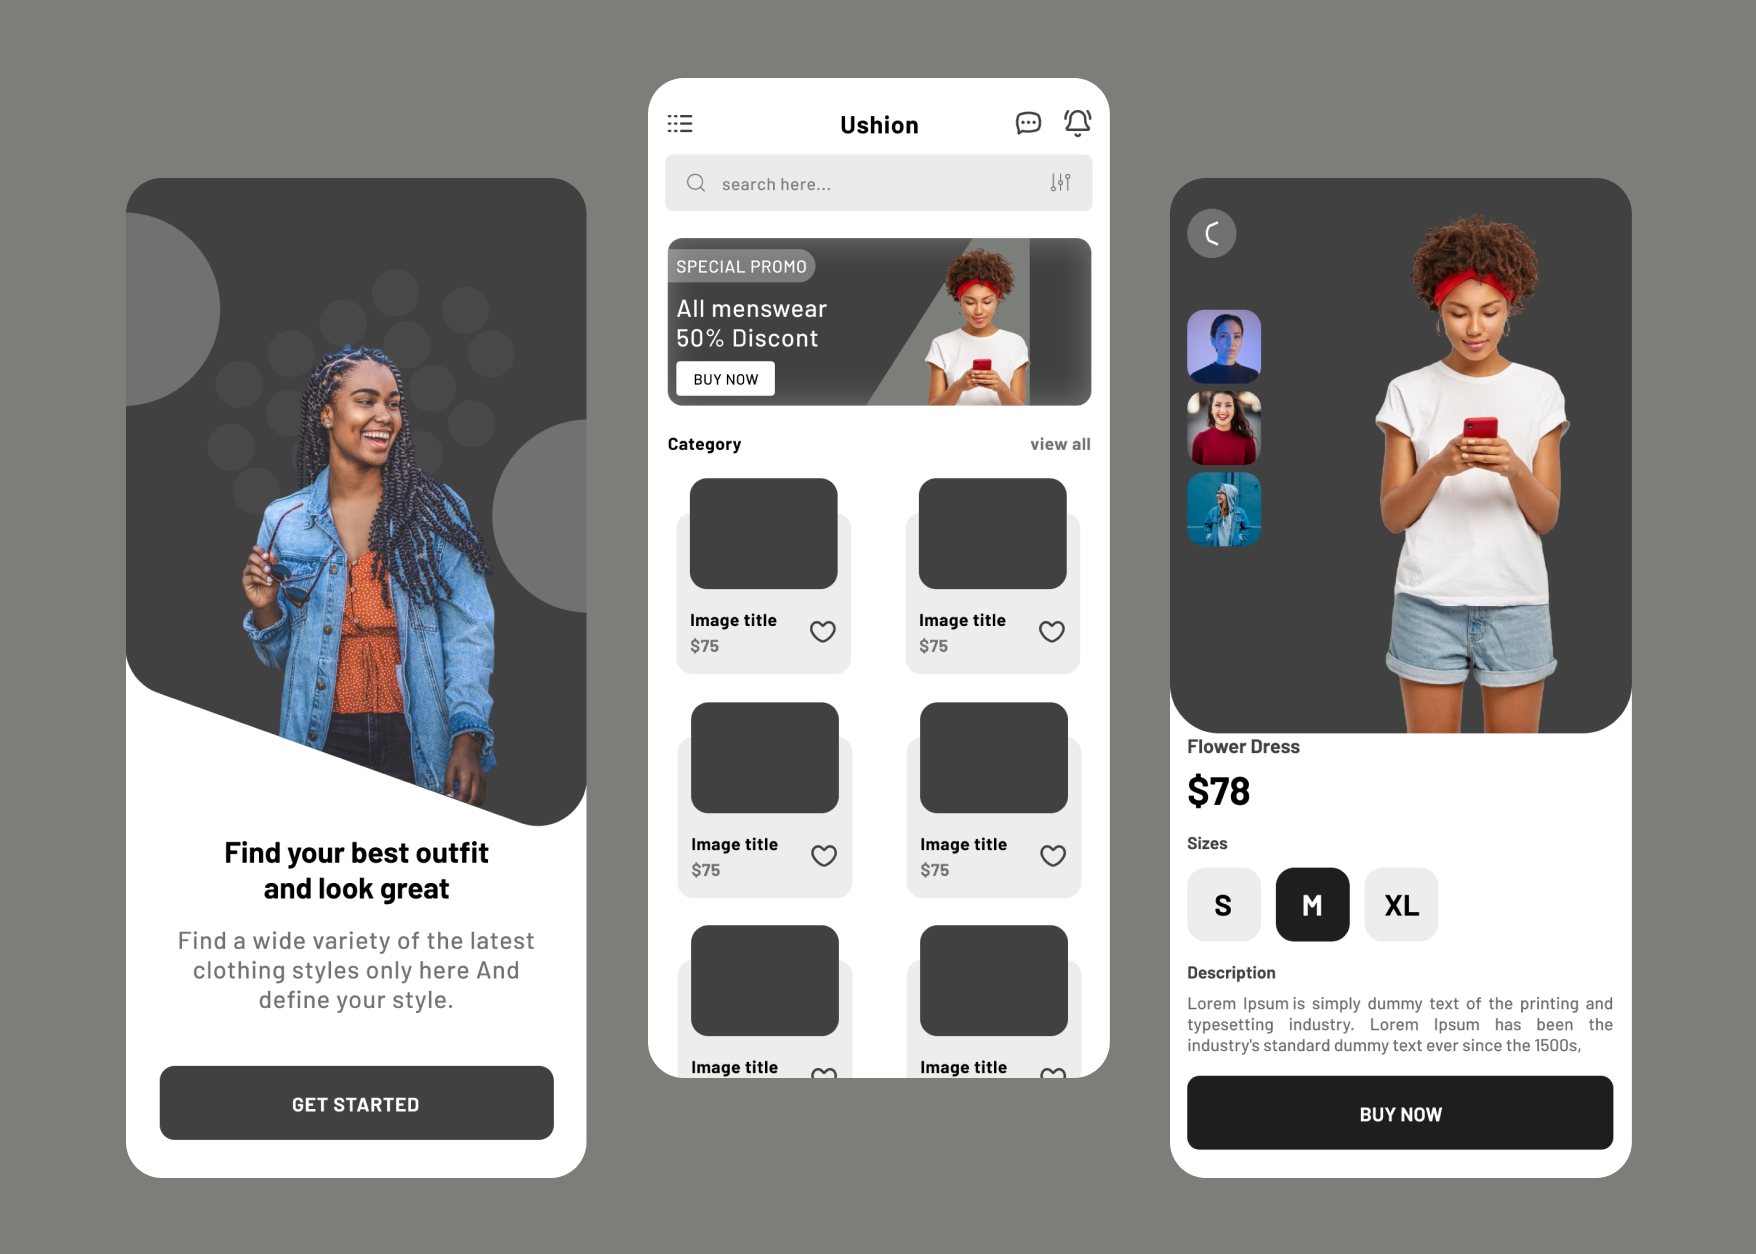 Find your best outfit
and look great
Find a wide variety of the latest
clothing styles only here And
define your style.
GET STARTED
Ushion
search here...
SPECIAL PROMO
All menswear
50% Discont
BUY NOW
Category
view all
Image title
$75
Image title
$75
Image title
$75
Image title
$75
Image title
Image title
Flower Dress
$78
Sizes
S
M
XL
Description
Lorem Ipsum is simply dummy text of the printing and
typesetting industry. Lorem Ipsum has been the
industry's standard dummy text ever since the 1500s,
BUY NOW